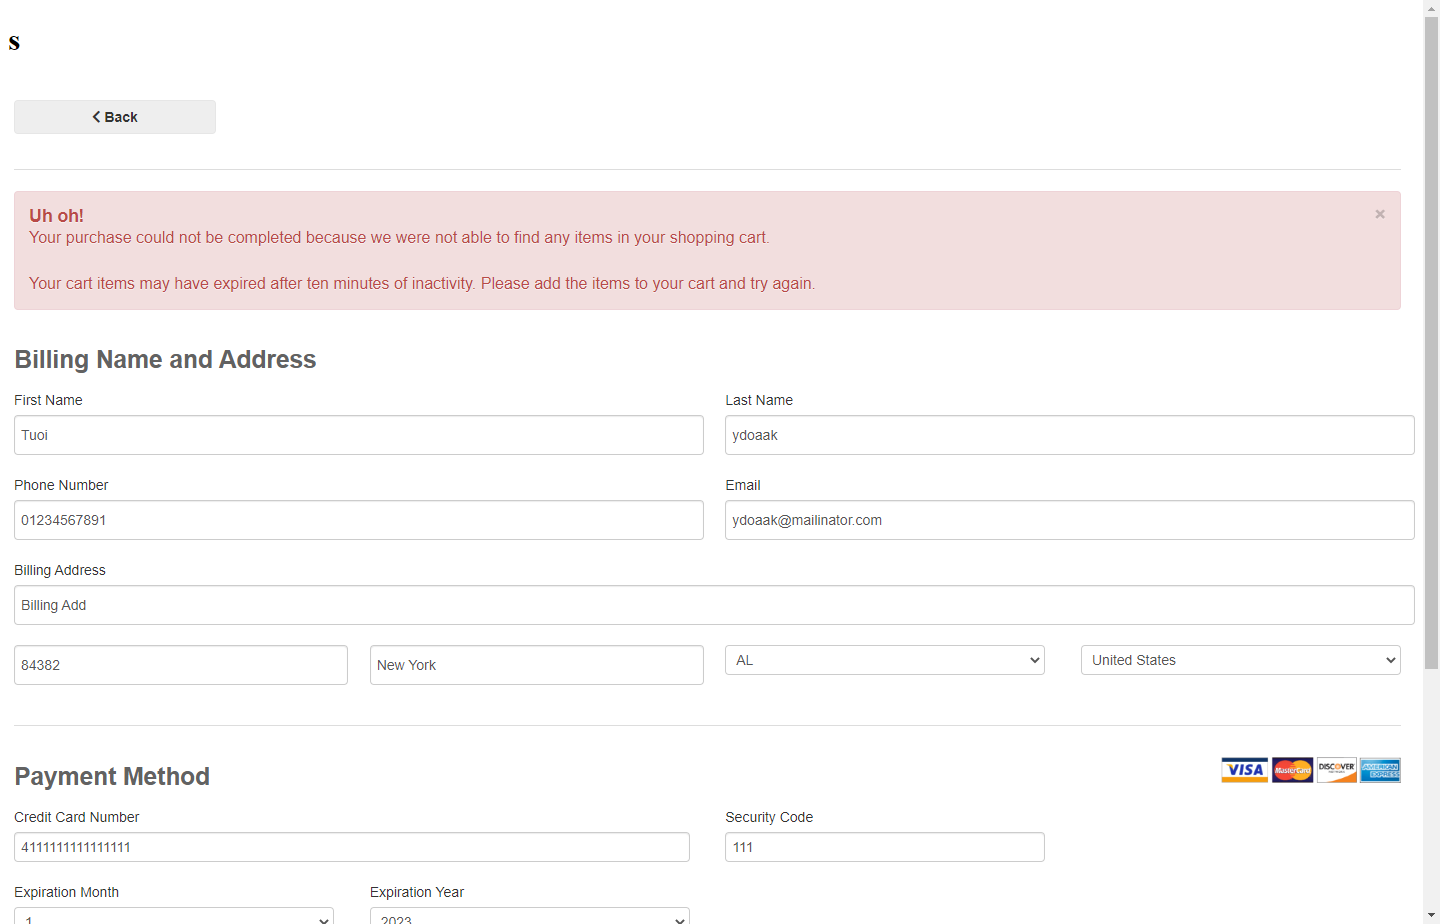 s
Back
Uh oh!
×
Your purchase could not be completed because we were not able to find any items in your shopping cart.
Your cart items may have expired after ten minutes of inactivity. Please add the items to your cart and try again.
Billing Name and Address
First Name
Last Name
Tuoi
ydoaak
Phone Number
Email
01234567891
ydoaak@mailinator.com
Billing Address
Billing Add
84382
New York
AL
United States
Payment Method
VISA
MasterCard
DISCOVER
AMERICAN EXPRESS
Credit Card Number
Security Code
4111111111111111
111
Expiration Month
Expiration Year
1
2023